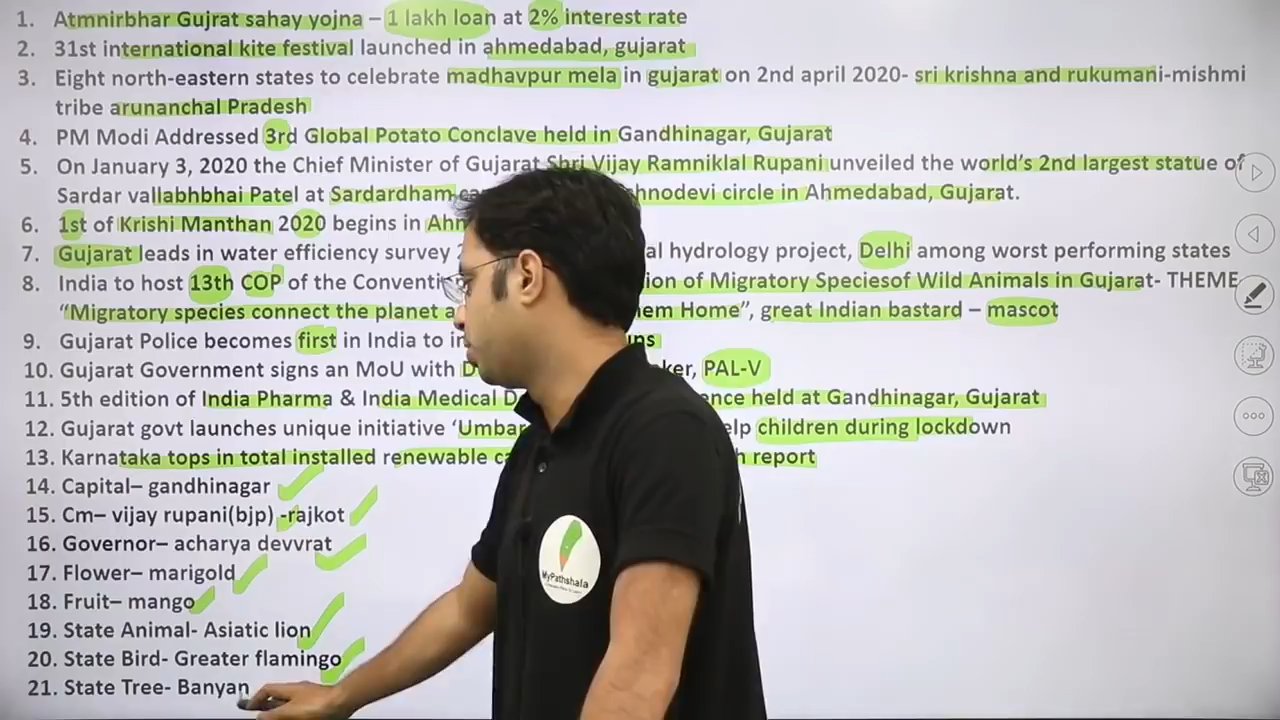 1. Atmnirbhar Gujrat sahay yojna – 1 lakh loan at 2% interest rate
2. 31st international kite festival launched in ahmedabad, gujarat
3. Eight north-eastern states to celebrate madhavpur mela in gujarat on 2nd april 2020- sri krishna and rukumani-mishmi
tribe arunanchal Pradesh
4. PM Modi Addressed 3rd Global Potato Conclave held in Gandhinagar, Gujarat
5. On January 3, 2020 the Chief Minister of Gujarat Shri Vijay Ramniklal Rupani unveiled the world's 2nd largest statue of
Sardar vallabhbhai Patel at Sardardham circle in Ahmedabad, Gujarat.
6. 1st of Krishi Manthan 2020 begins in
7. Gujarat leads in water efficiency survey hydrology project, Delhi among worst performing states
8. India to host 13th COP of the of Migratory Speciesof Wild Animals in Gujarat- THEME
"Migratory species connect the planet Home", great Indian bastard – mascot
9. Gujarat Police becomes first in India to
10. Gujarat Government signs an MoU with PAL-V
11. 5th edition of India Pharma & India Medical held at Gandhinagar, Gujarat
12. Gujarat govt launches unique initiative children during lockdown
13. Karnataka tops in total installed renewable report
14. Capital– gandhinagar
15. Cm– vijay rupani(bjp) -rajkot
16. Governor– acharya devvrat
17. Flower– marigold
18. Fruit– mango
19. State Animal- Asiatic lion
20. State Bird- Greater flamingo
21. State Tree- Banyan
MyPathshala